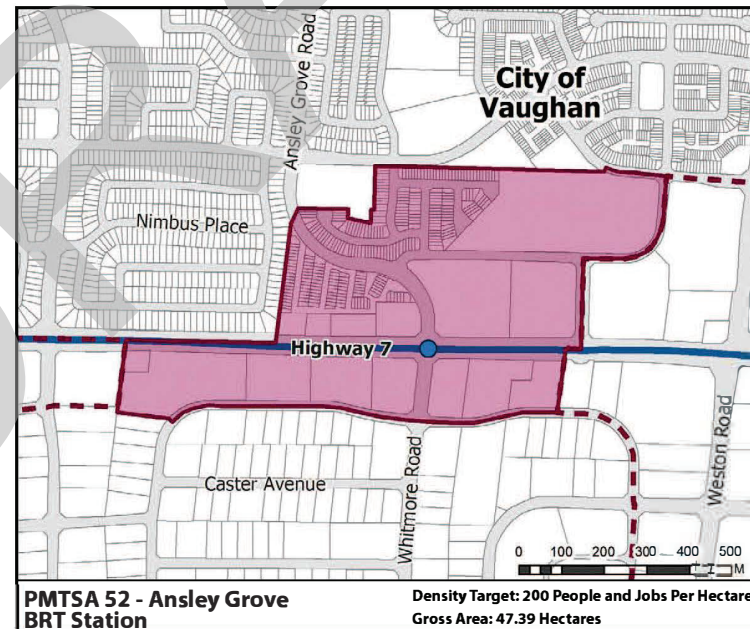 City of
Vaughan
Ansley Grove Road
Nimbus Place
Highway 7
Weston Road
Whitmore Road
Caster Avenue
0 100 200 300 400 500
M
PMTSA 52 - Ansley Grove
BRT Station
Density Target: 200 People and Jobs Per Hectare
Gross Area: 47.39 Hectares